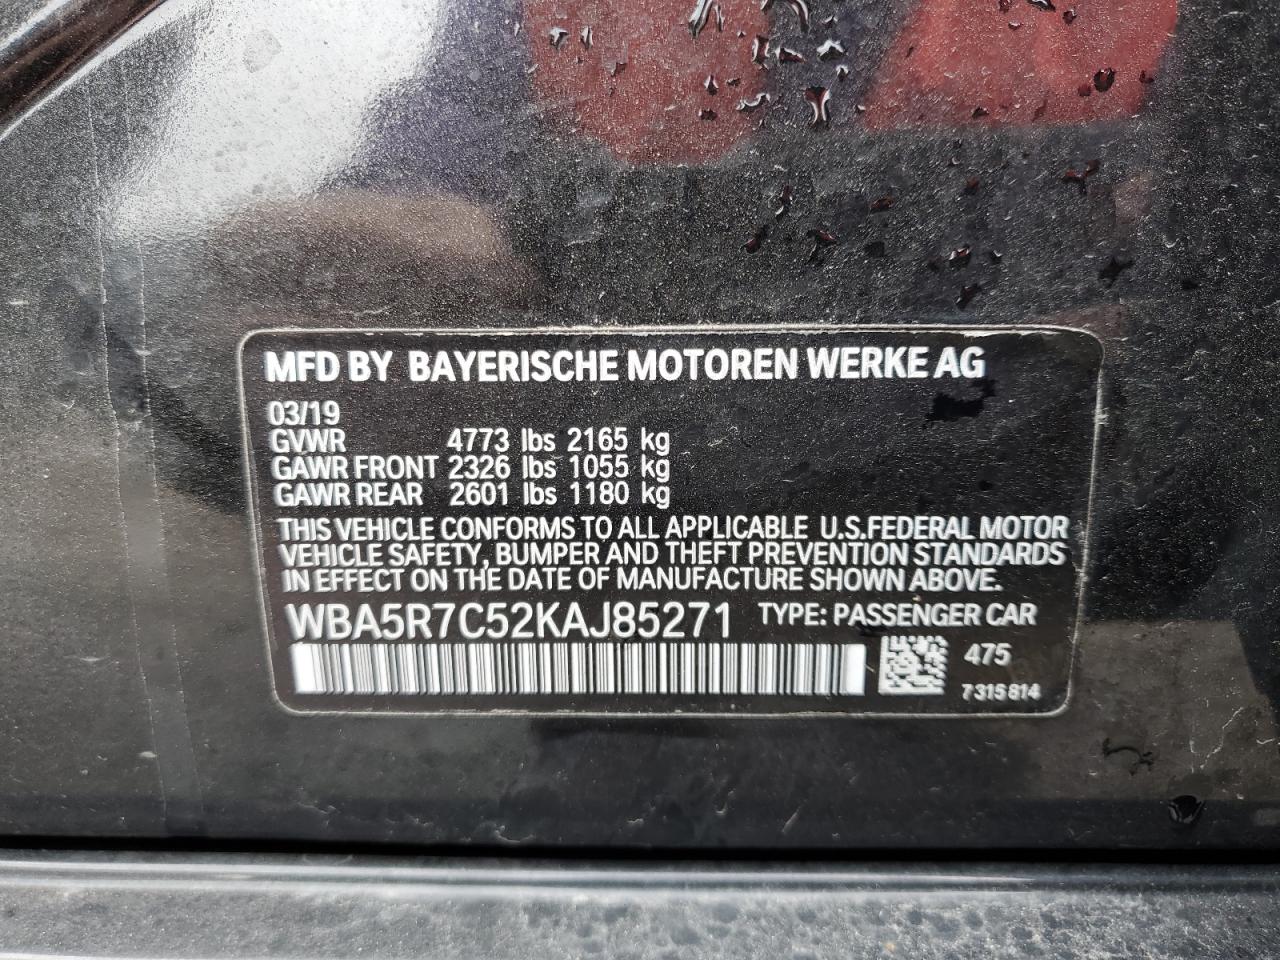 MFD BY BAYERISCHE MOTOREN WERKE AG
03/19
GVWR 4773 lbs 2165 kg
GAWR FRONT 2326 lbs 1055 kg
GAWR REAR 2601 lbs 1180 kg
THIS VEHICLE CONFORMS TO ALL APPLICABLE U.S.FEDERAL MOTOR
VEHICLE SAFETY, BUMPER AND THEFT PREVENTION STANDARDS
IN EFFECT ON THE DATE OF MANUFACTURE SHOWN ABOVE.
WBA5R7C52KAJ85271 TYPE: PASSENGER CAR
475
7315814